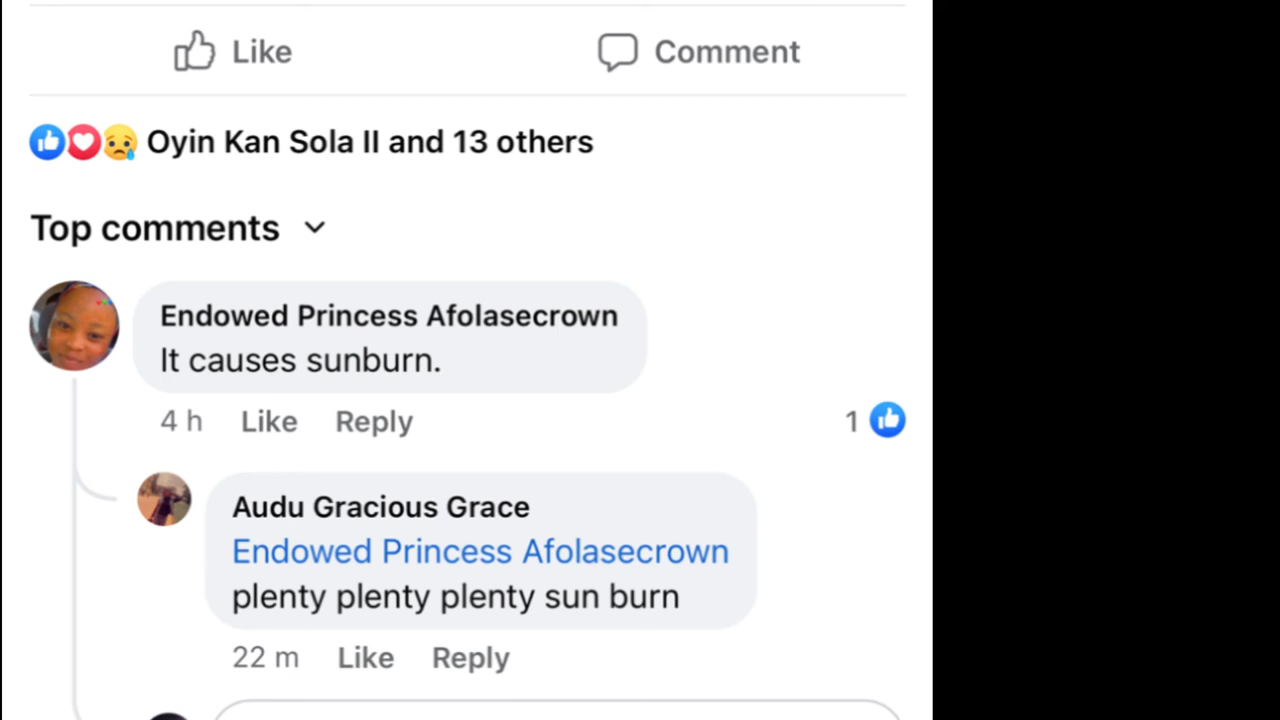 Like
Comment
Oyin Kan Sola II and 13 others
Top comments
Endowed Princess Afolasecrown
It causes sunburn.
4 h Like Reply 1
Audu Gracious Grace
Endowed Princess Afolasecrown
plenty plenty plenty sun burn
22 m Like Reply